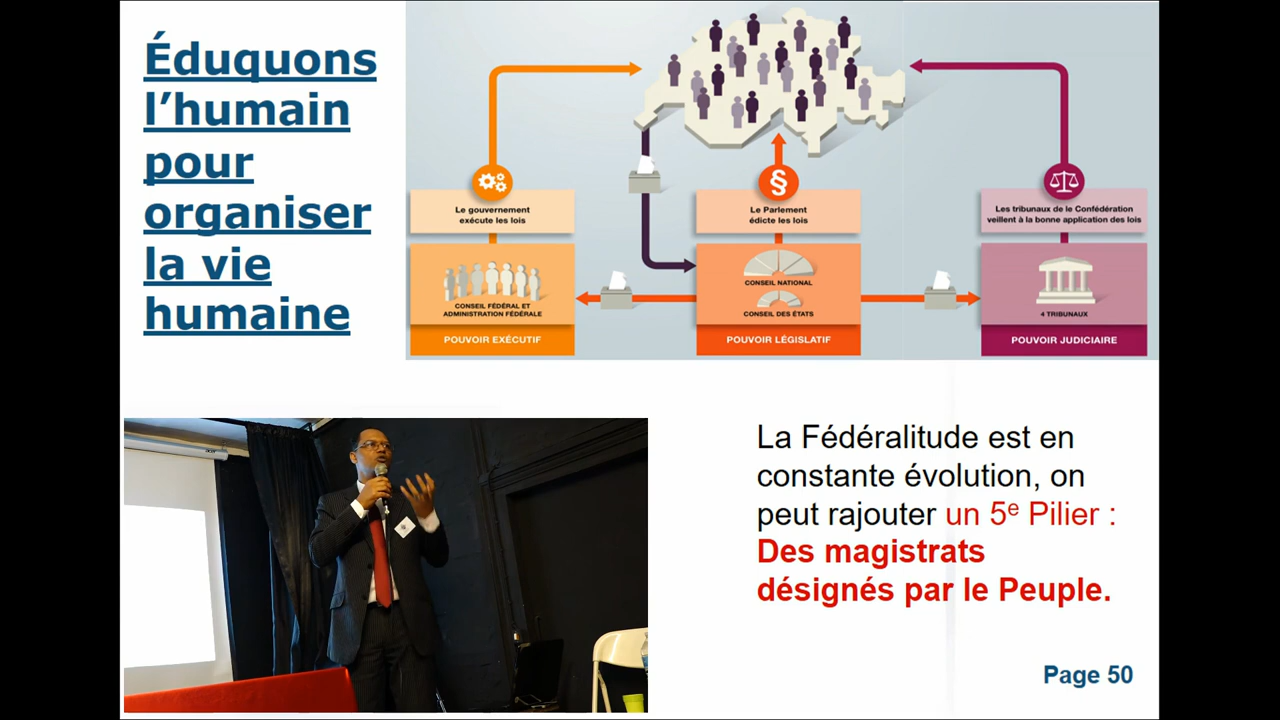 Éduquons
l’humain
pour
organiser
la vie
humaine
Le gouvernement
exécute les lois
CONSEIL FÉDÉRAL ET
ADMINISTRATION FÉDÉRALE
POUVOIR EXÉCUTIF
§
Le Parlement
édicte les lois
CONSEIL NATIONAL
CONSEIL DES ÉTATS
POUVOIR LÉGISLATIF
Les tribunaux de le Confédération
veillent à la bonne application des lois
4 TRIBUNAUX
POUVOIR JUDICIAIRE
La Fédéralitude est en
constante évolution, on
peut rajouter un 5e Pilier :
Des magistrats
désignés par le Peuple.
Page 50